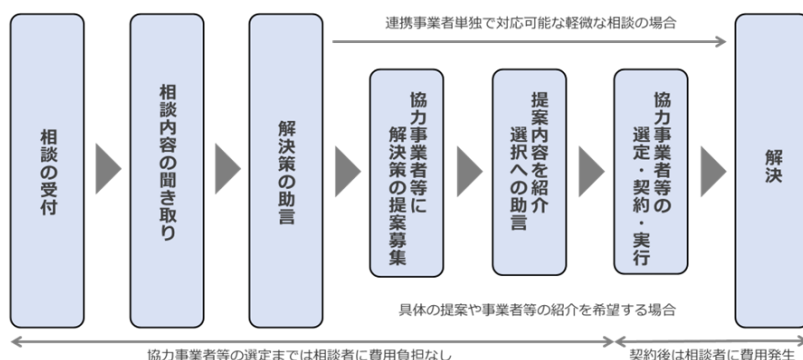 連携事業者単独で対応可能な軽微な相談の場合
相談の受付
相談内容の聞き取り
解決策の助言
協力事業者等に
解決策の提案募集
提案内容を紹介
選択への助言
協力事業者等の
選定・契約・実行
解決
具体の提案や事業者等の紹介を希望する場合
協力事業者等の選定までは相談者に費用負担なし
契約後は相談者に費用発生